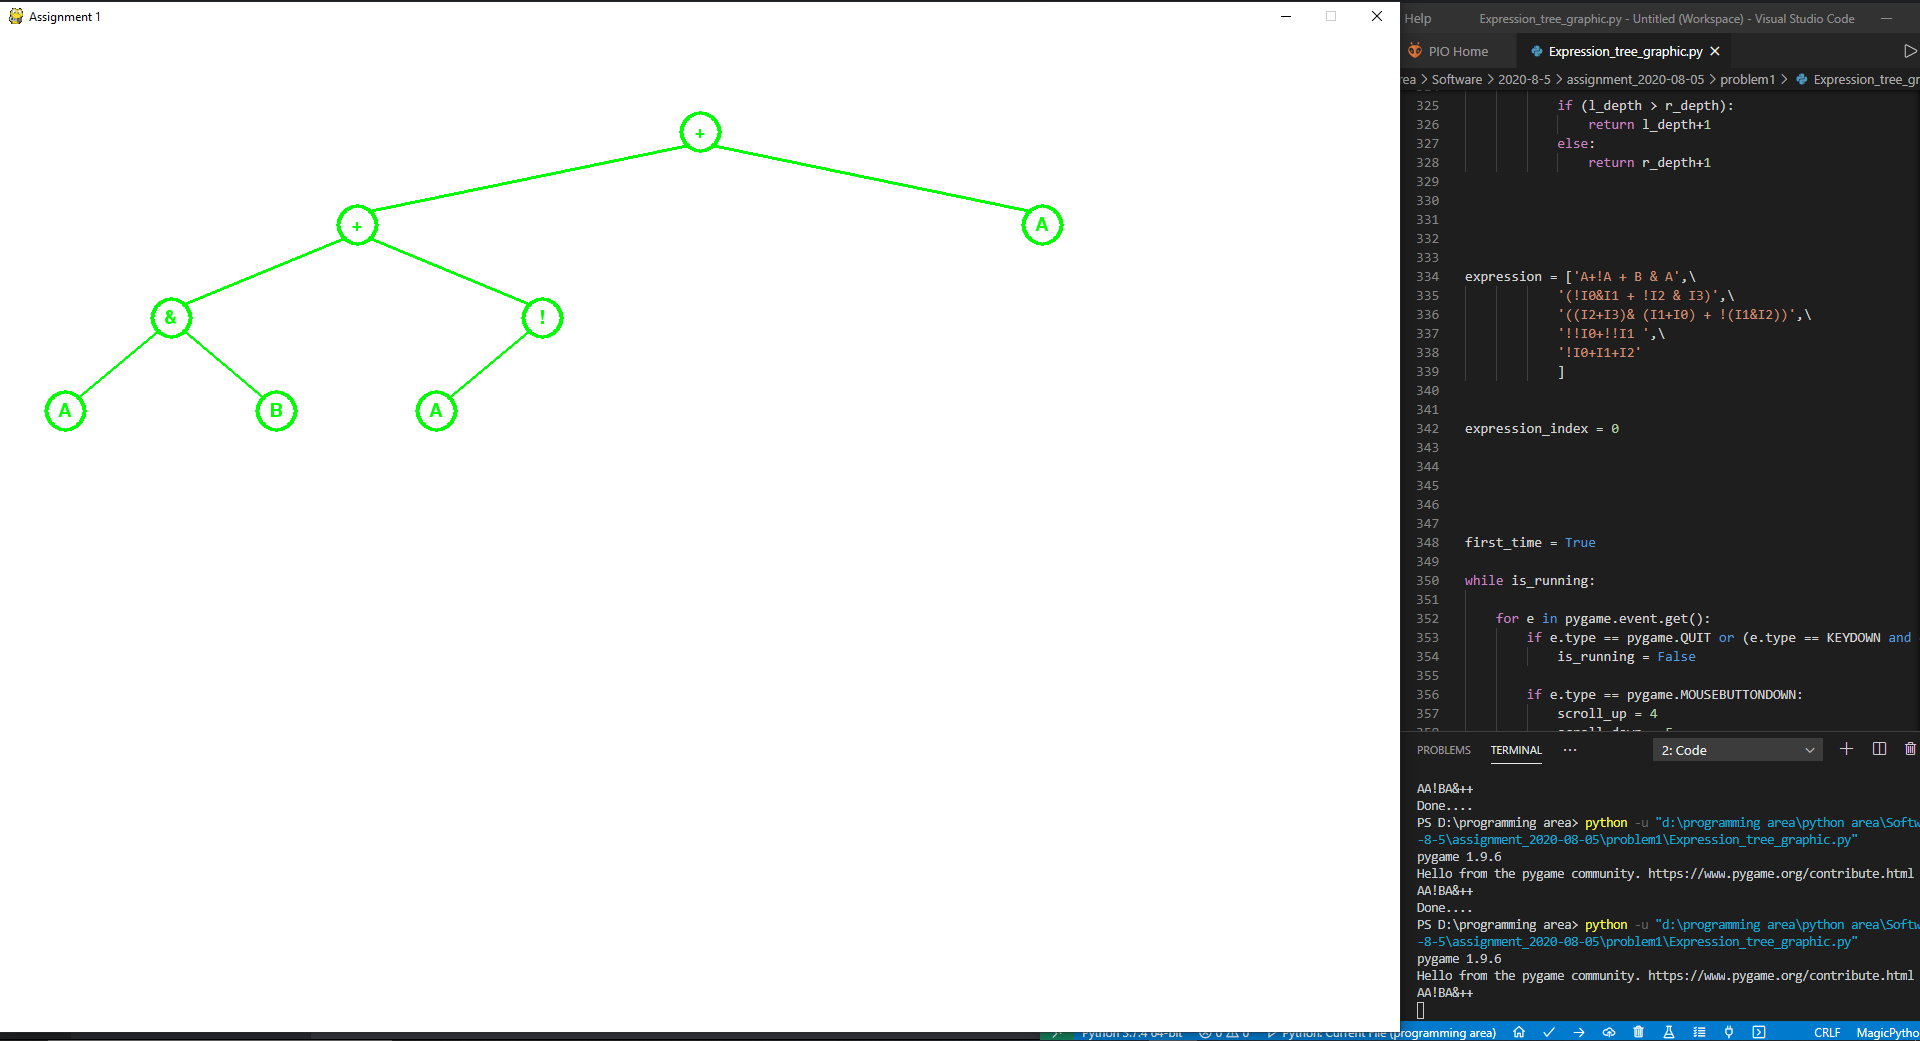 Assignment 1
+
+
A
&
!
A
B
A
Help
Expression_tree_graphic.py - Untitled (Workspace) - Visual Studio Code
PIO Home
Expression_tree_graphic.py
rea > Software > 2020-8-5 > assignment_2020-08-05 > problem1 > Expression_tree_gr
325 if (l_depth > r_depth):
326 return l_depth+1
327 else:
328 return r_depth+1
329
330
331
332
333
334 expression = ['A+!A + B & A',\
335 '(!I0&I1 + !I2 & I3)',\
336 '((I2+I3)& (I1+I0) + !(I1&I2))',\
337 '!!I0+!!I1 ',\
338 '!I0+I1+I2'
339 ]
340
341
342 expression_index = 0
343
344
345
346
347
348 first_time = True
349
350 while is_running:
351
352 for e in pygame.event.get():
353 if e.type == pygame.QUIT or (e.type == KEYDOWN and
354 is_running = False
355
356 if e.type == pygame.MOUSEBUTTONDOWN:
357 scroll_up = 4
PROBLEMS
TERMINAL
···
2: Code
AA!BA&++
Done....
PS D:\programming area> python -u "d:\programming area\python area\Softw
-8-5\assignment_2020-08-05\problem1\Expression_tree_graphic.py"
pygame 1.9.6
Hello from the pygame community. https://www.pygame.org/contribute.html
AA!BA&++
Done....
PS D:\programming area> python -u "d:\programming area\python area\Softw
-8-5\assignment_2020-08-05\problem1\Expression_tree_graphic.py"
pygame 1.9.6
Hello from the pygame community. https://www.pygame.org/contribute.html
AA!BA&++
Python 3.7.4 64-bit
Python: Current File (programming area)
CRLF
MagicPytho